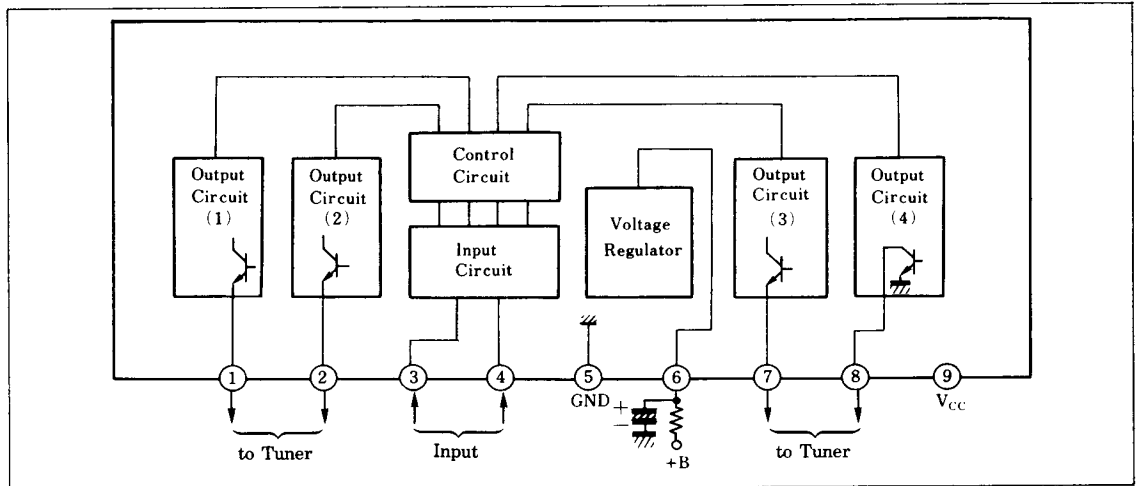 Output
Circuit
(1)
Output
Circuit
(2)
Control
Circuit
Input
Circuit
Voltage
Regulator
Output
Circuit
(3)
Output
Circuit
(4)
1 2 3 4 5 6 7 8 9
GND
VCC
+
−
+B
to Tuner
Input
to Tuner